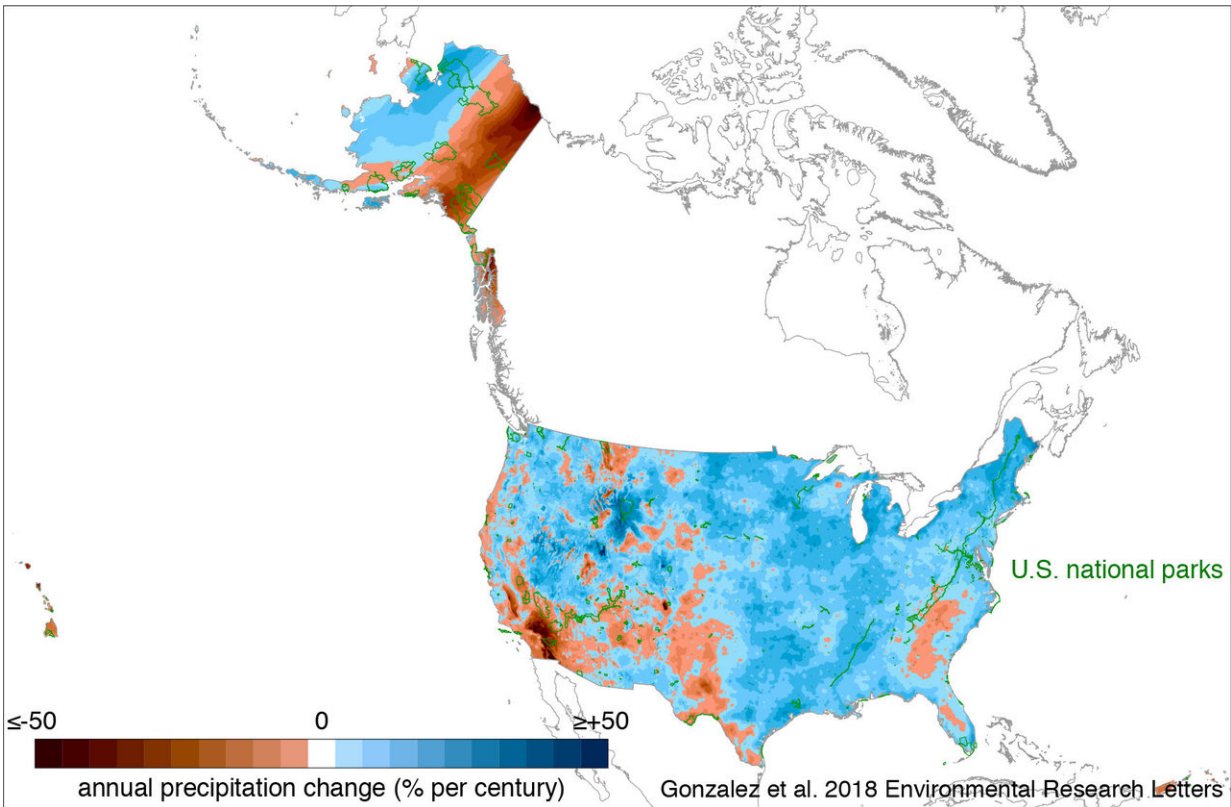 U.S. national parks
≤-50 0 ≥+50
annual precipitation change (% per century)
Gonzalez et al. 2018 Environmental Research Letters